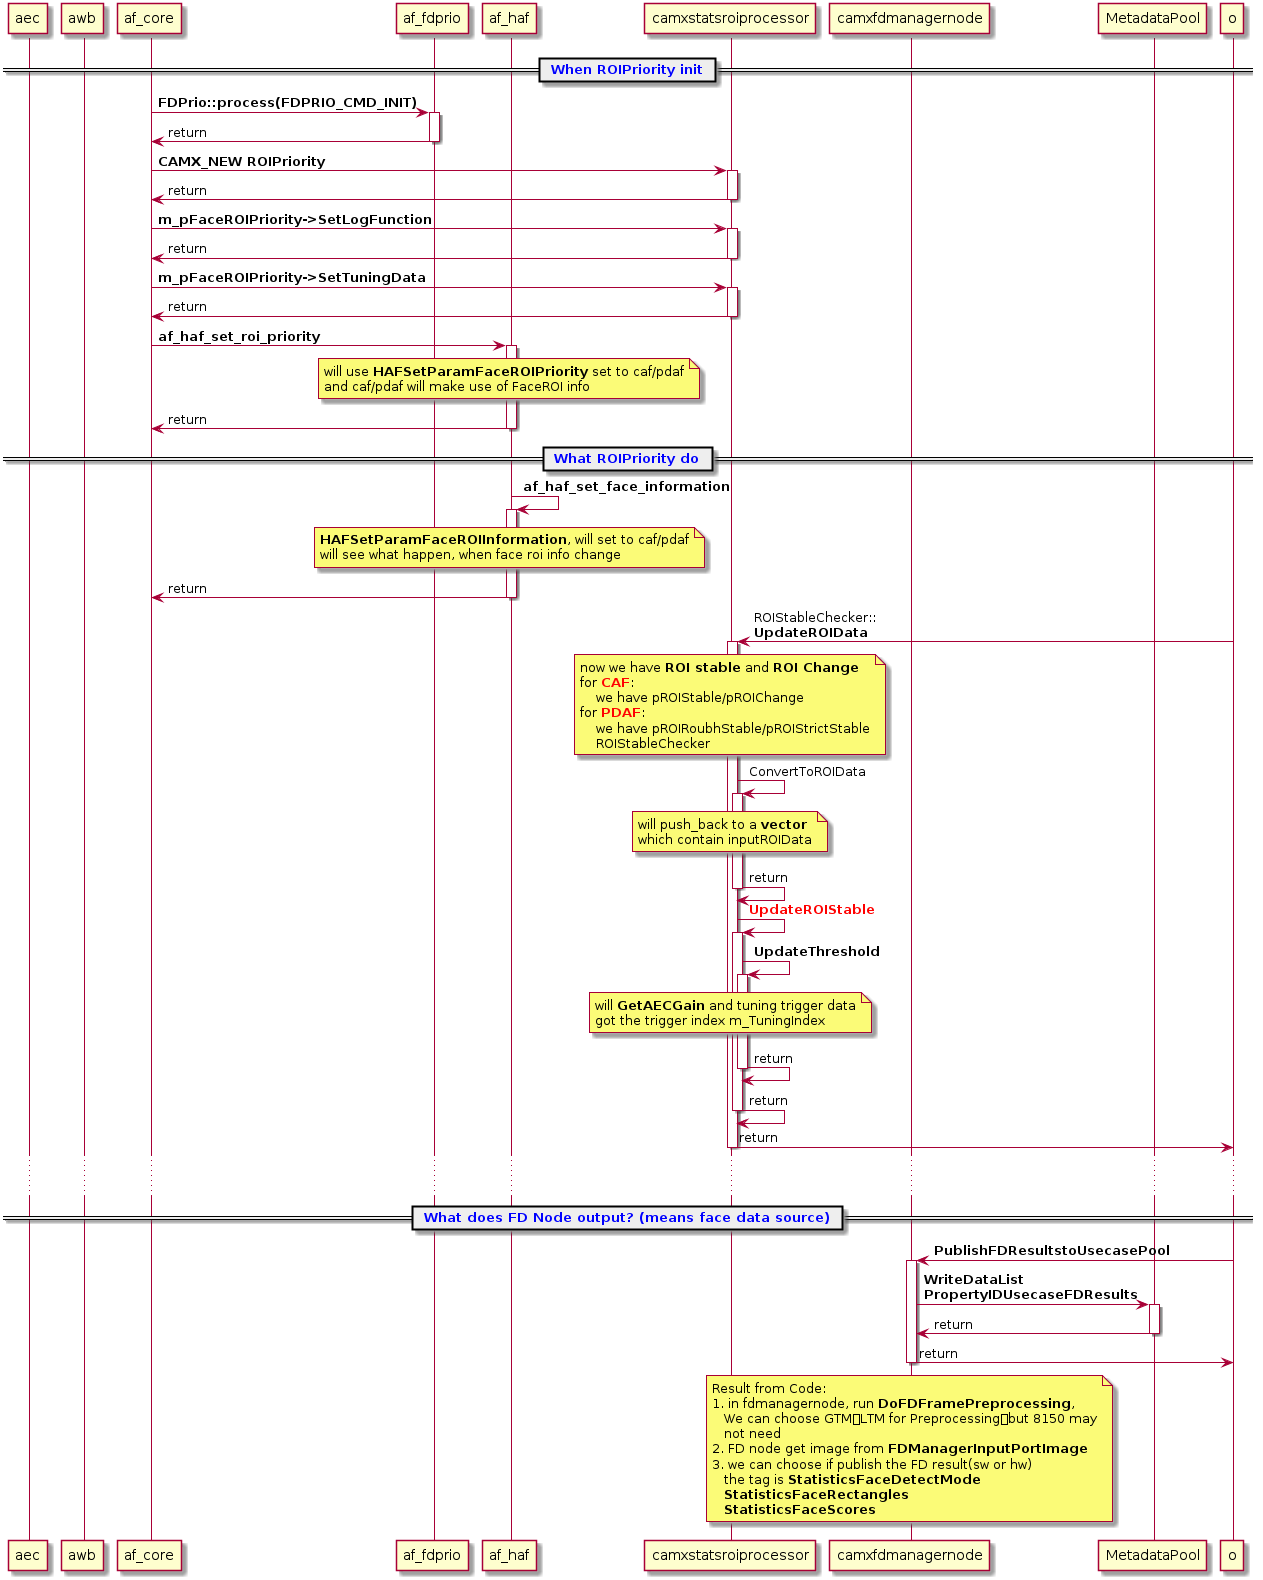 aec awb af_core af_fdprio af_haf camxstatsroiprocessor camxfdmanagernode MetadataPool o
When ROIPriority init
FDPrio::process(FDPRIO_CMD_INIT)
return
CAMX_NEW ROIPriority
return
m_pFaceROIPriority->SetLogFunction
return
m_pFaceROIPriority->SetTuningData
return
af_haf_set_roi_priority
will use HAFSetParamFaceROIPriority set to caf/pdaf
and caf/pdaf will make use of FaceROI info
return
What ROIPriority do
af_haf_set_face_information
HAFSetParamFaceROIInformation, will set to caf/pdaf
will see what happen, when face roi info change
return
ROIStableChecker::
UpdateROIData
now we have ROI stable and ROI Change
for CAF:
we have pROIStable/pROIChange
for PDAF:
we have pROIRoubhStable/pROIStrictStable
ROIStableChecker
ConvertToROIData
will push_back to a vector
which contain inputROIData
return
UpdateROIStable
UpdateThreshold
will GetAECGain and tuning trigger data
got the trigger index m_TuningIndex
return
return
return
What does FD Node output? (means face data source)
PublishFDResultstoUsecasePool
WriteDataList
PropertyIDUsecaseFDResults
return
return
Result from Code:
1. in fdmanagernode, run DoFDFramePreprocessing,
We can choose GTM▯LTM for Preprocessing▯but 8150 may
not need
2. FD node get image from FDManagerInputPortImage
3. we can choose if publish the FD result(sw or hw)
the tag is StatisticsFaceDetectMode
StatisticsFaceRectangles
StatisticsFaceScores
aec awb af_core af_fdprio af_haf camxstatsroiprocessor camxfdmanagernode MetadataPool o